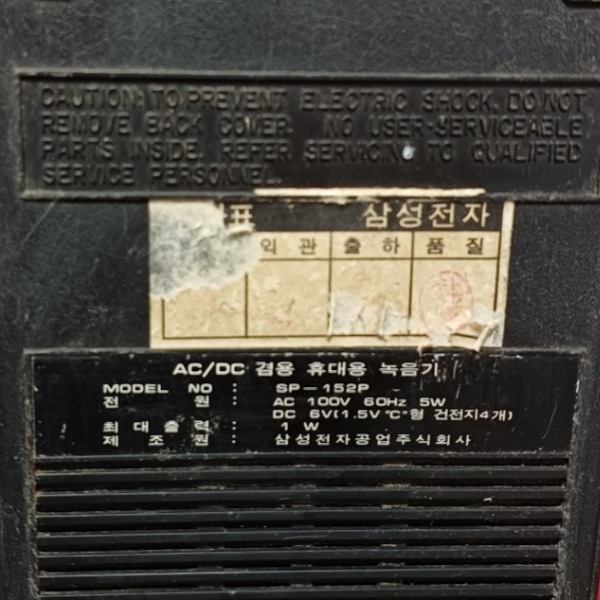 CAUTION: TO PREVENT ELECTRIC SHOCK, DO NOT
REMOVE BACK COVER. NO USER-SERVICEABLE
PARTS INSIDE. REFER SERVICING TO QUALIFIED
SERVICE PERSONNEL.
표 삼성전자
외관 출하 품질
AC/DC 겸용 휴대용 녹음기
MODEL NO : SP-152P
전 원 : AC 100V 60Hz 5W
DC 6V(1.5V "C"형 건전지4개)
최 대 출 력 : 1 W
제 조 원 : 삼성전자공업주식회사